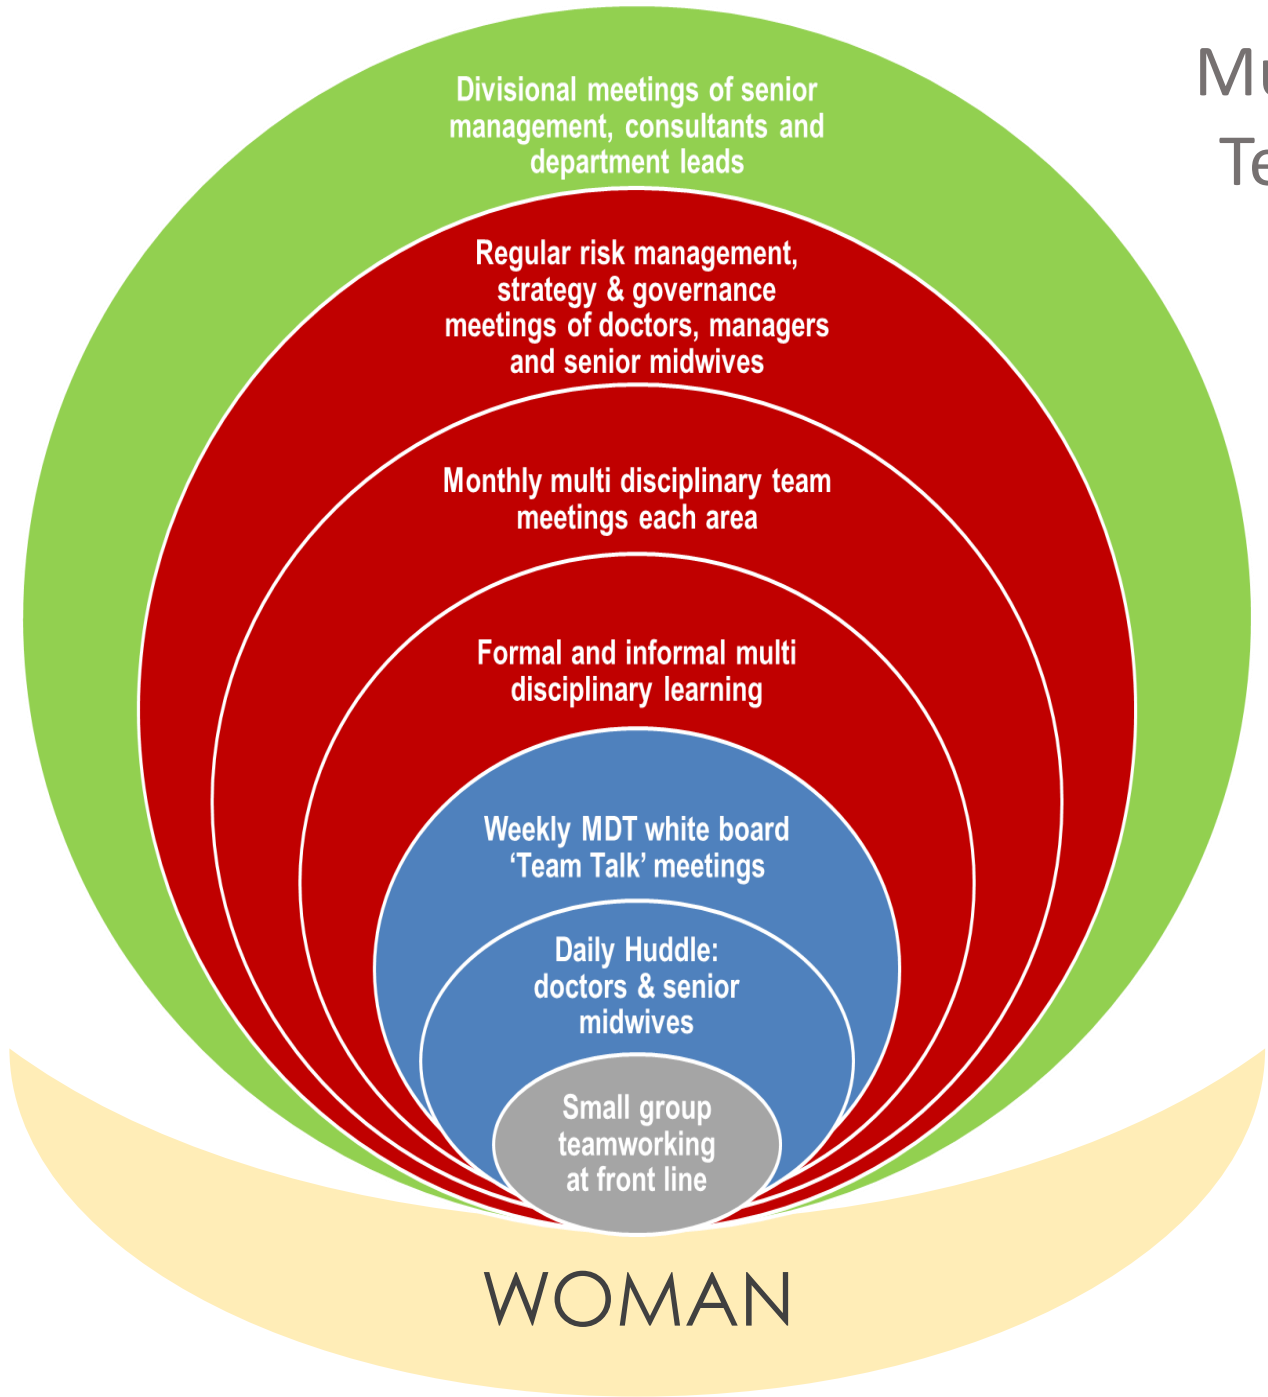 Divisional meetings of senior
management, consultants and
department leads
Regular risk management,
strategy & governance
meetings of doctors, managers
and senior midwives
Monthly multi disciplinary team
meetings each area
Formal and informal multi
disciplinary learning
Weekly MDT white board
‘Team Talk’ meetings
Daily Huddle:
doctors & senior
midwives
Small group
teamworking
at front line
WOMAN